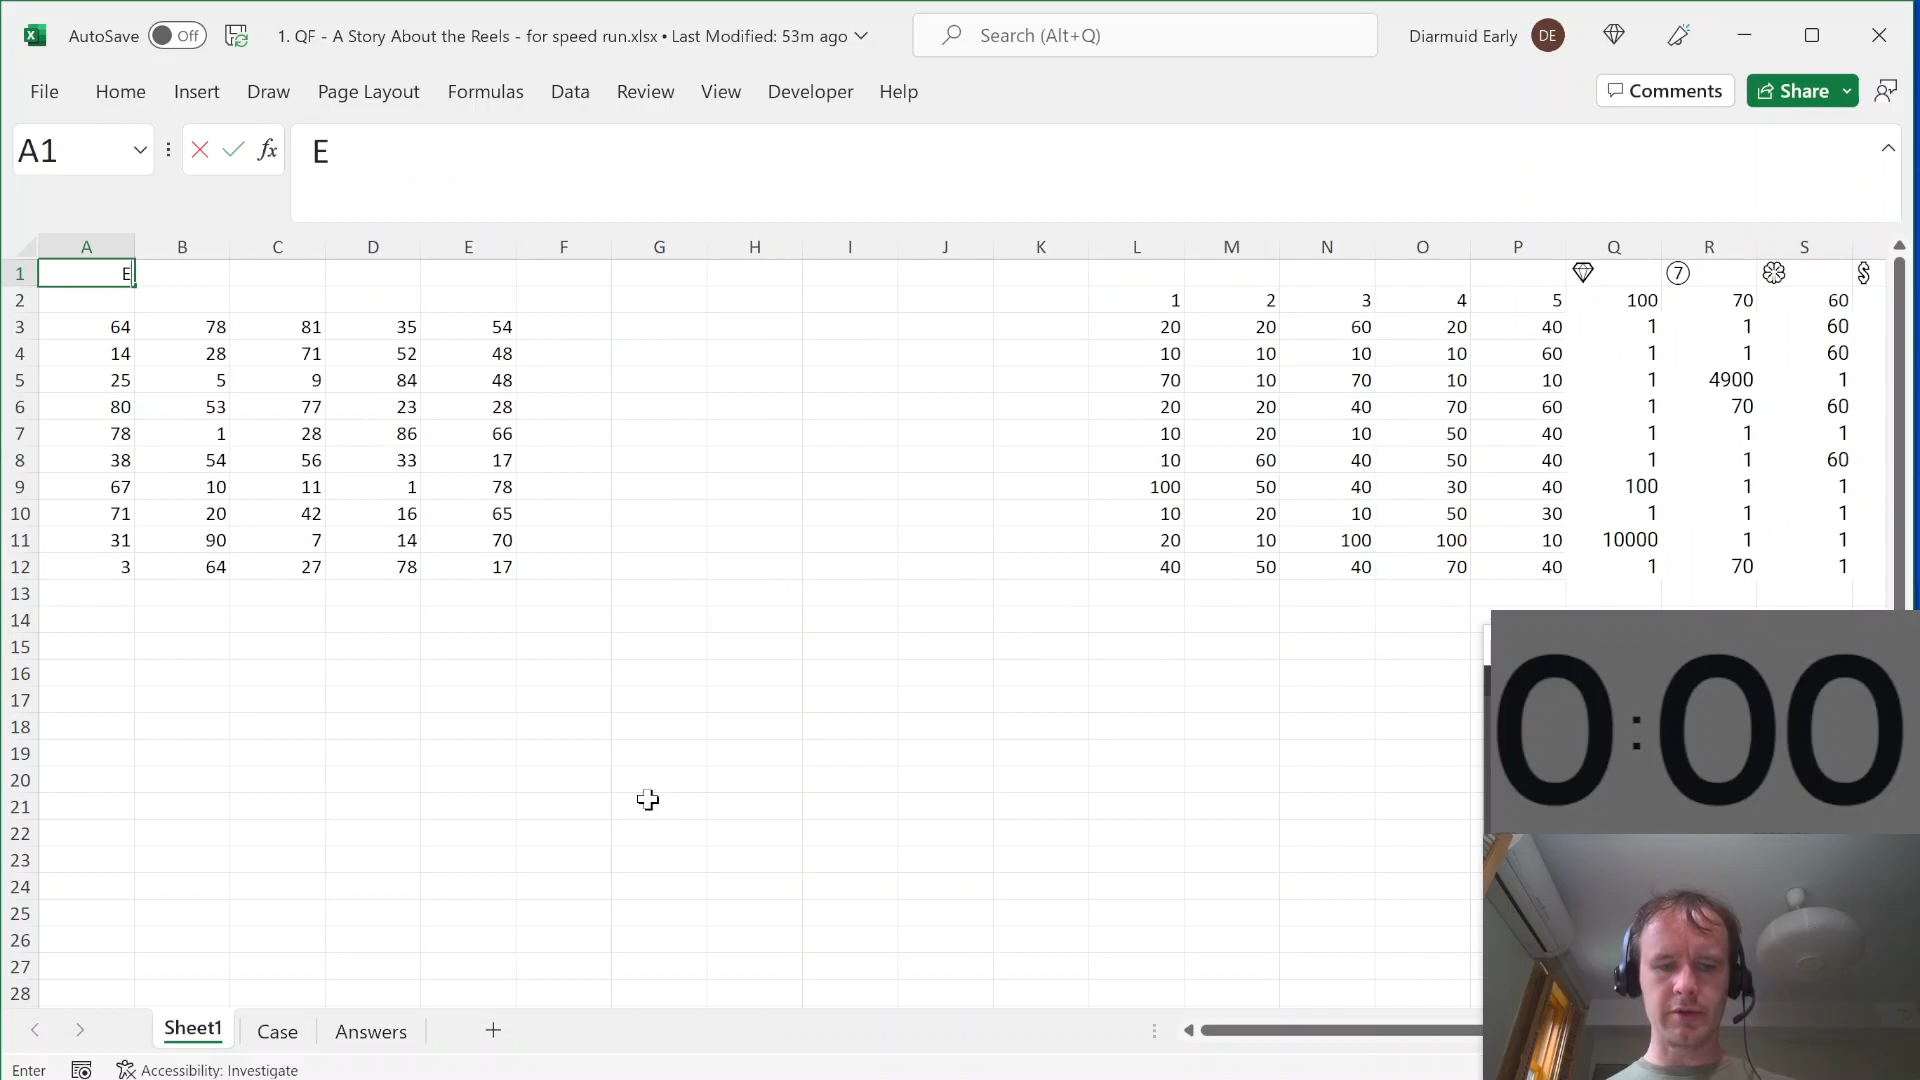 AutoSave Off 1. QF - A Story About the Reels - for speed run.xlsx • Last Modified: 53m ago Search (Alt+Q) Diarmuid Early DE
File Home Insert Draw Page Layout Formulas Data Review View Developer Help Comments Share
A1 fx E
A B C D E F G H I J K L M N O P Q R S
1 E 7 $
2 1 2 3 4 5 100 70 60
3 64 78 81 35 54 20 20 60 20 40 1 1 60
4 14 28 71 52 48 10 10 10 10 60 1 1 60
5 25 5 9 84 48 70 10 70 10 10 1 4900 1
6 80 53 77 23 28 20 20 40 70 60 1 70 60
7 78 1 28 86 66 10 20 10 50 40 1 1 1
8 38 54 56 33 17 10 60 40 50 40 1 1 60
9 67 10 11 1 78 100 50 40 30 40 100 1 1
10 71 20 42 16 65 10 20 10 50 30 1 1 1
11 31 90 7 14 70 20 10 100 100 10 10000 1 1
12 3 64 27 78 17 40 50 40 70 40 1 70 1
13
14
15
16
17
18
19
20
21
22
23
24
25
26
27
28
0:00
Sheet1 Case Answers
Enter Accessibility: Investigate